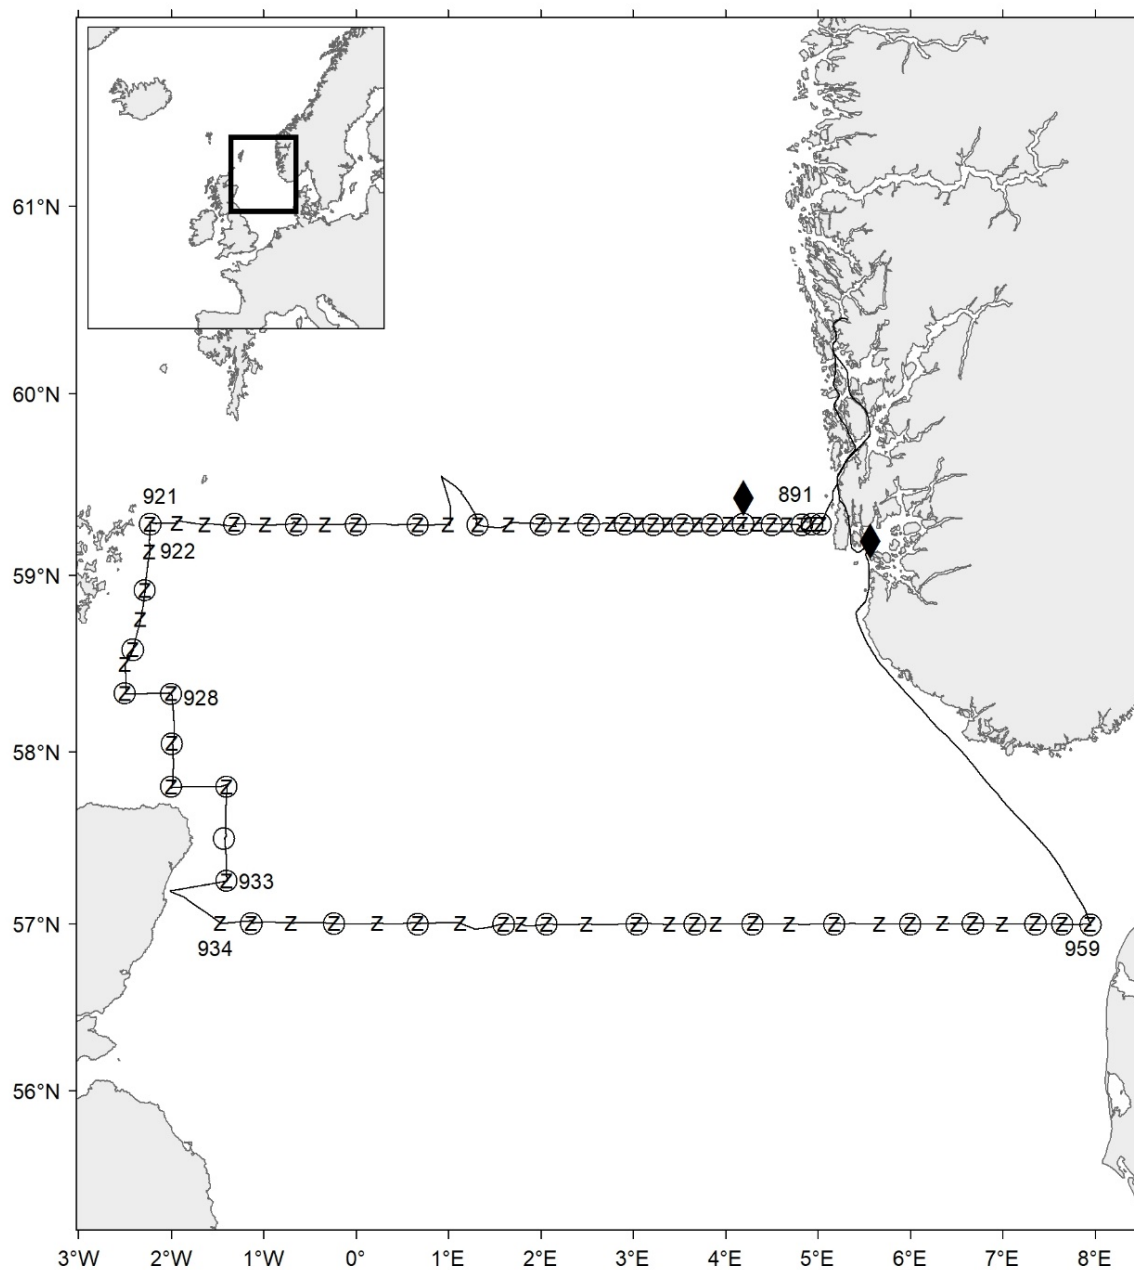 61°N
60°N
921
891
Z Z Z Z Z Z Z Z Z Z Z Z Z Z Z Z Z Z Z Z Z Z Z Z Z Z Z Z Z Z Z
Z 922
59°N
Z
Z
Z
Z
Z Z 928
58°N
Z
Z Z
Z 933
57°N
Z Z Z Z Z Z Z Z Z Z Z Z Z Z Z Z Z Z Z Z Z Z Z Z Z Z
934
959
56°N
3°W
2°W
1°W
0°
1°E
2°E
3°E
4°E
5°E
6°E
7°E
8°E